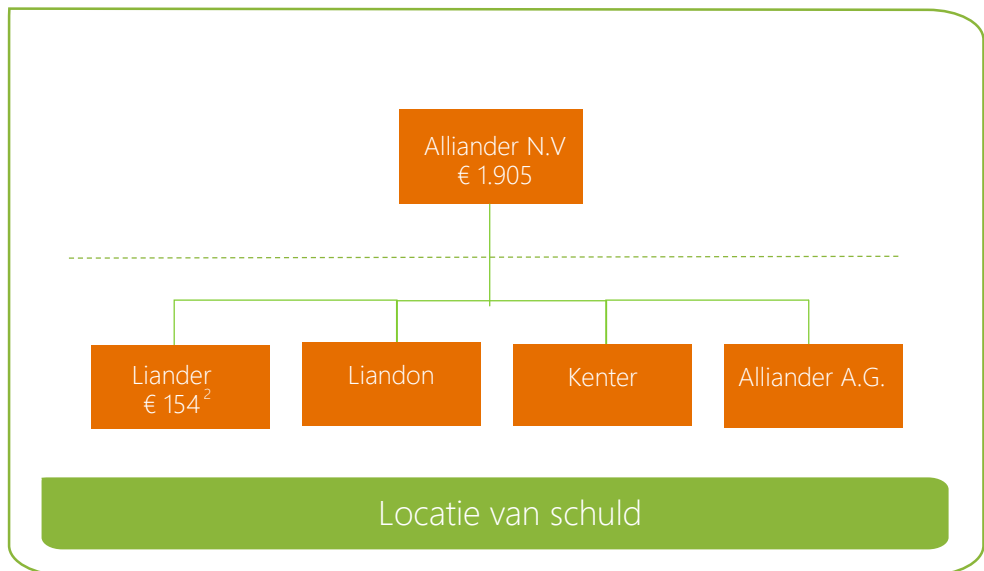 Alliander N.V
€ 1.905
Liander
€ 154 2
Liandon
Kenter
Alliander A.G.
Locatie van schuld